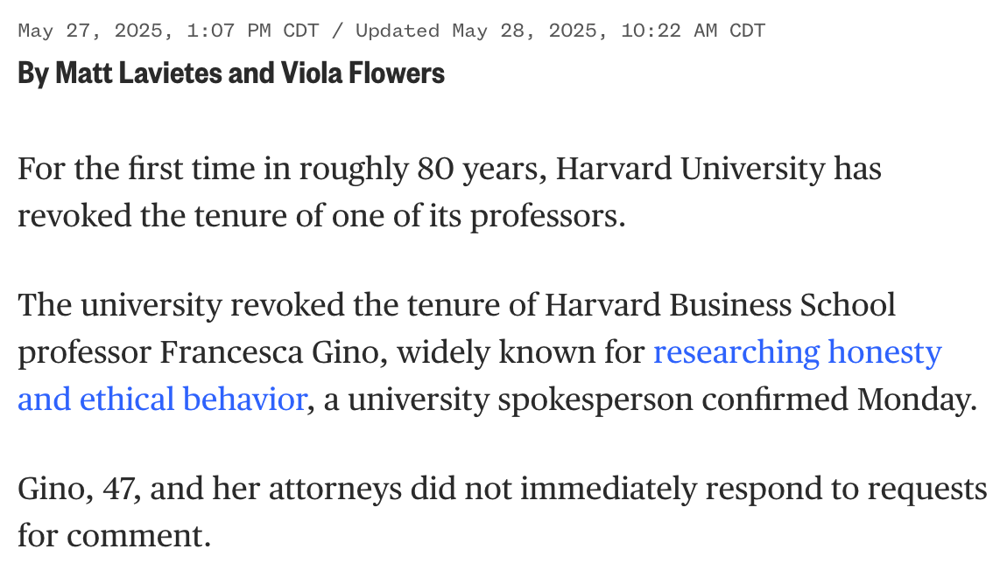 May 27, 2025, 1:07 PM CDT / Updated May 28, 2025, 10:22 AM CDT
By Matt Lavietes and Viola Flowers
For the first time in roughly 80 years, Harvard University has
revoked the tenure of one of its professors.
The university revoked the tenure of Harvard Business School
professor Francesca Gino, widely known for researching honesty
and ethical behavior, a university spokesperson confirmed Monday.
Gino, 47, and her attorneys did not immediately respond to requests
for comment.